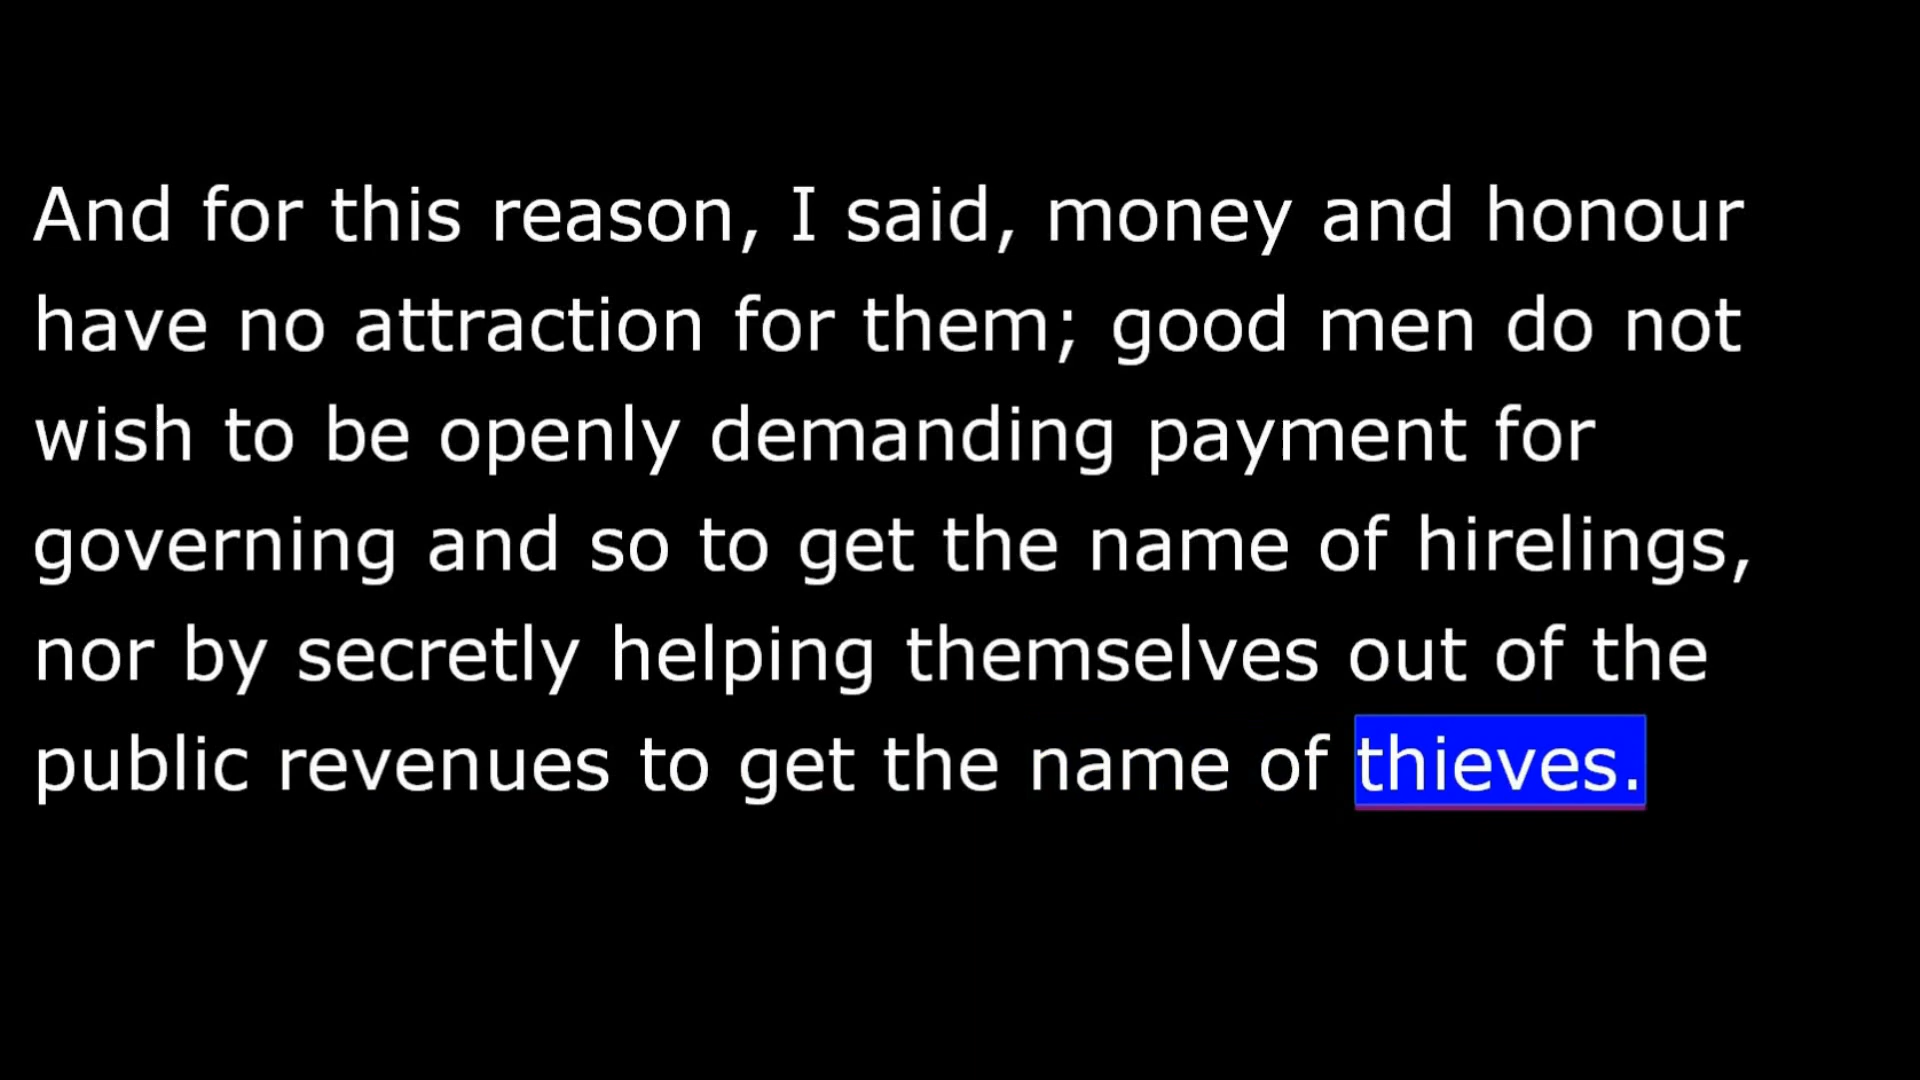 And for this reason, I said, money and honour
have no attraction for them; good men do not
wish to be openly demanding payment for
governing and so to get the name of hirelings,
nor by secretly helping themselves out of the
public revenues to get the name of thieves.